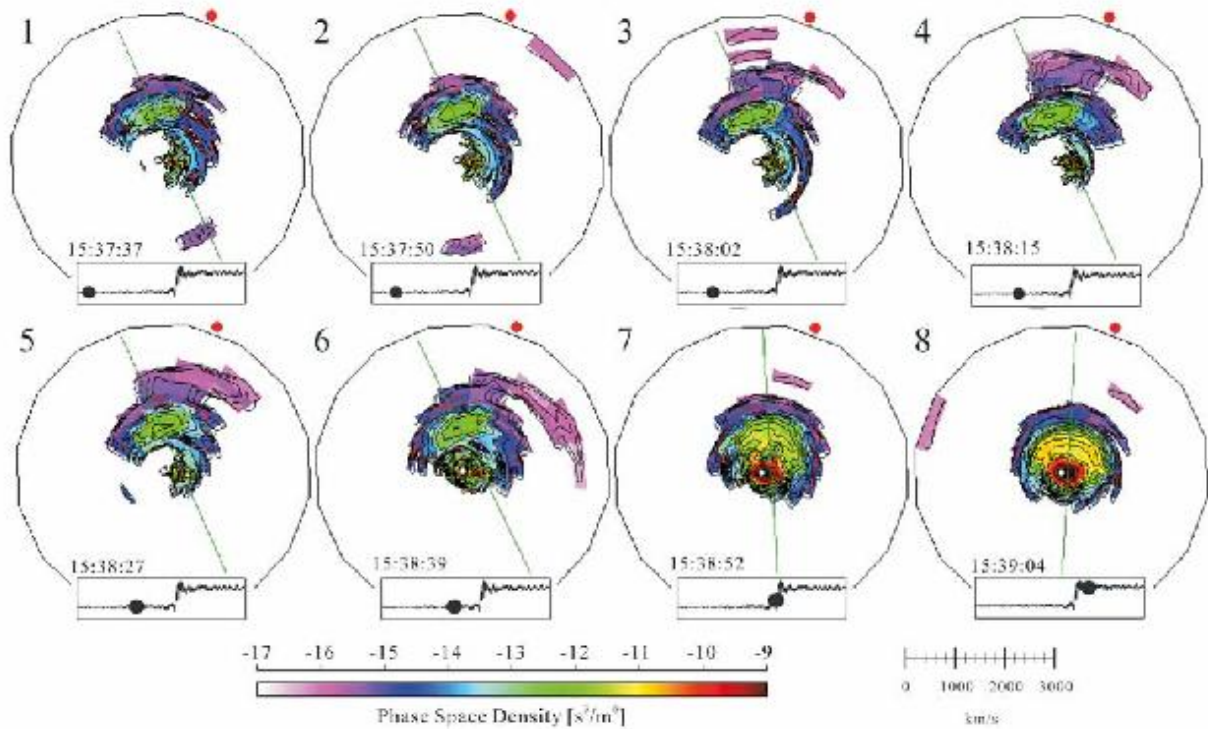 1 2 3 4
15:37:37 15:37:50 15:38:02 15:38:15
5 6 7 8
15:38:27 15:38:39 15:38:52 15:39:04
-17 -16 -15 -14 -13 -12 -11 -10 -9
0 1000 2000 3000
Phase Space Density [s³/m⁶]
km/s